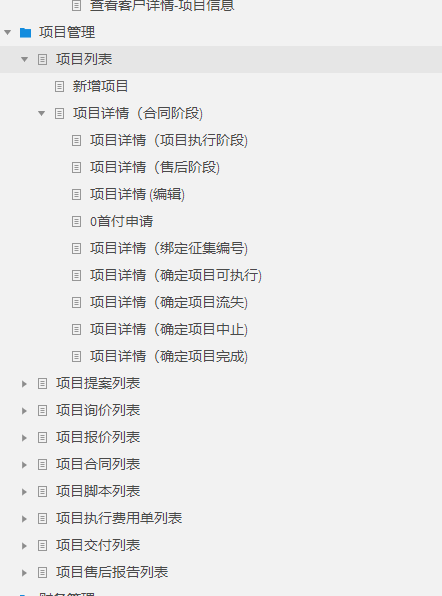 查看客户详情-项目信息
项目管理
项目列表
新增项目
项目详情（合同阶段)
项目详情（项目执行阶段)
项目详情（售后阶段)
项目详情 (编辑)
0首付申请
项目详情（绑定征集编号)
项目详情（确定项目可执行)
项目详情（确定项目流失)
项目详情（确定项目中止)
项目详情（确定项目完成)
项目提案列表
项目询价列表
项目报价列表
项目合同列表
项目脚本列表
项目执行费用单列表
项目交付列表
项目售后报告列表